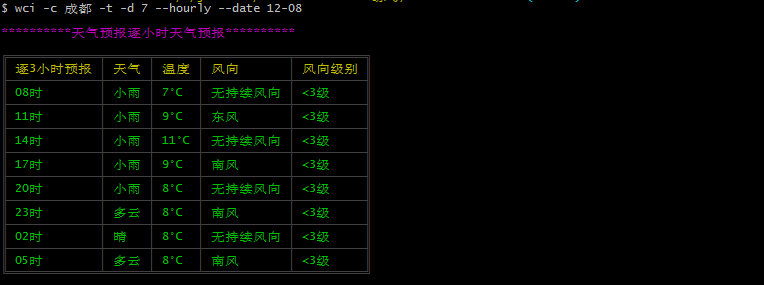 $ wci -c 成都 -t -d 7 --hourly --date 12-08
**********天气预报逐小时天气预报**********
逐3小时预报 天气 温度 风向 风向级别
08时 小雨 7°C 无持续风向 <3级
11时 小雨 9°C 东风 <3级
14时 小雨 11°C 无持续风向 <3级
17时 小雨 9°C 南风 <3级
20时 小雨 8°C 无持续风向 <3级
23时 多云 8°C 南风 <3级
02时 晴 8°C 无持续风向 <3级
05时 多云 8°C 南风 <3级